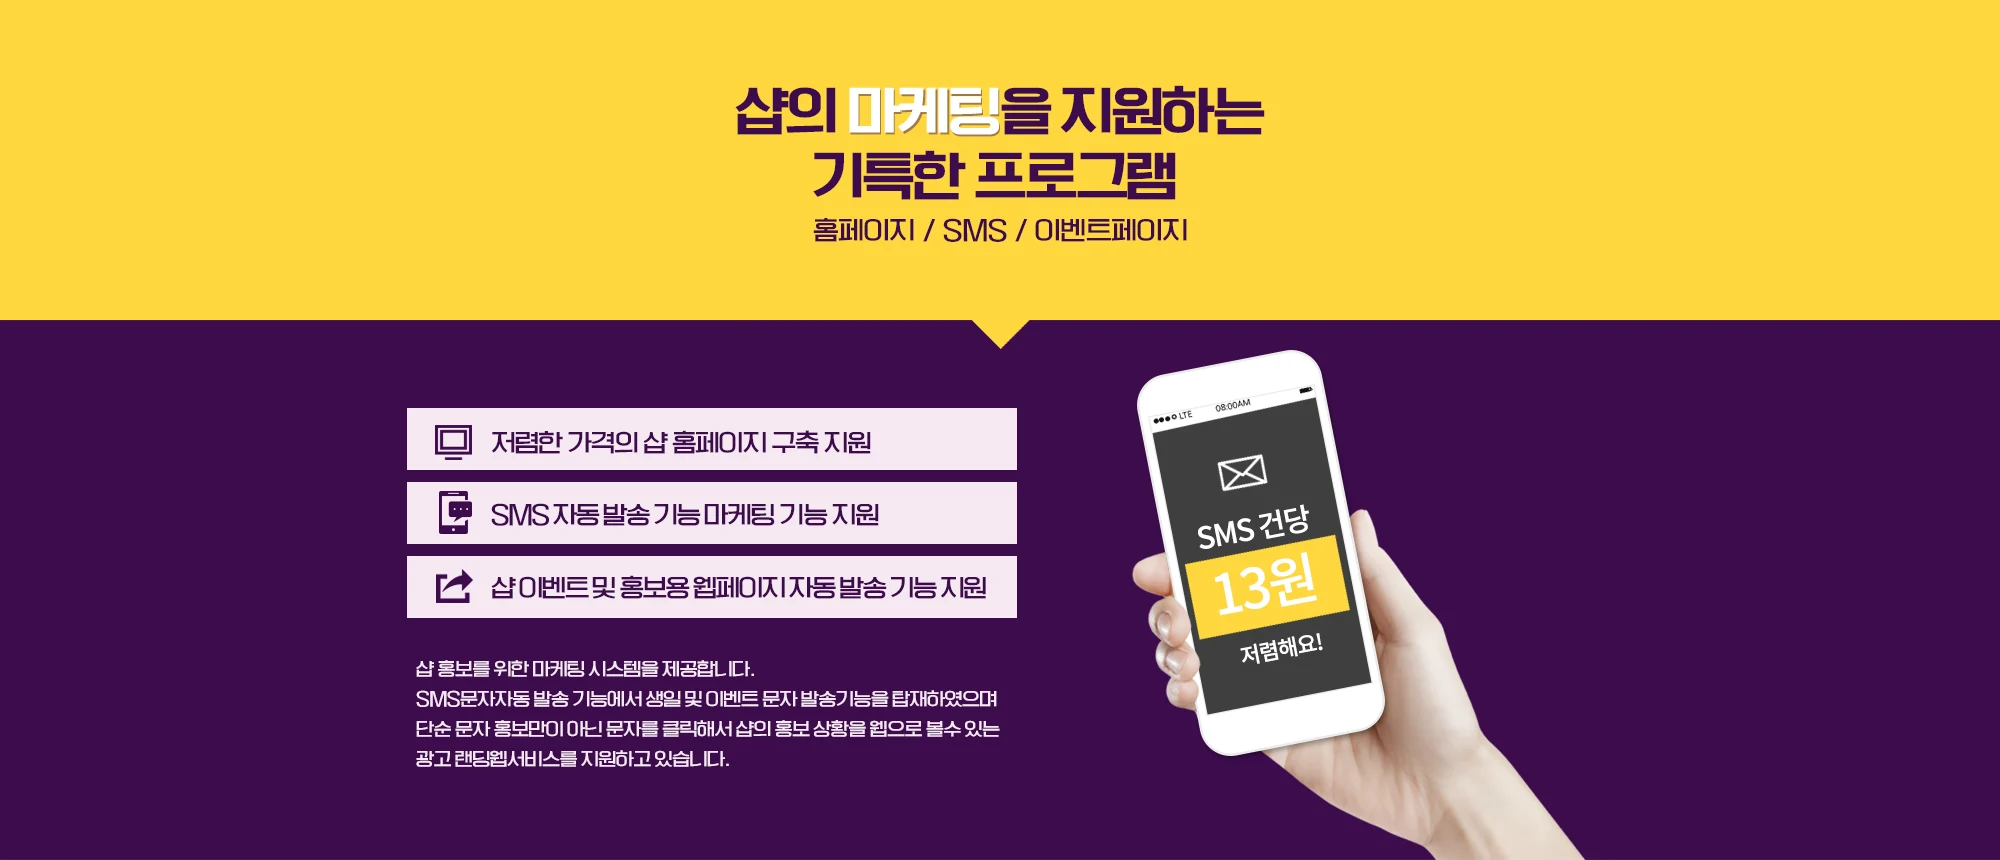 샵의 마케팅을 지원하는
기특한 프로그램
홈페이지 / SMS / 이벤트페이지
저렴한 가격의 샵 홈페이지 구축 지원
SMS 자동 발송 기능 마케팅 기능 지원
샵 이벤트 및 홍보용 웹페이지 자동 발송 기능 지원
샵 홍보를 위한 마케팅 시스템을 제공합니다.
SMS문자자동 발송 기능에서 생일 및 이벤트 문자 발송기능을 탑재하였으며
단순 문자 홍보만이 아닌 문자를 클릭해서 샵의 홍보 상황을 웹으로 볼수 있는
광고 랜딩웹서비스를 지원하고 있습니다.
LTE 08:00AM
SMS 건당
13원
저렴해요!